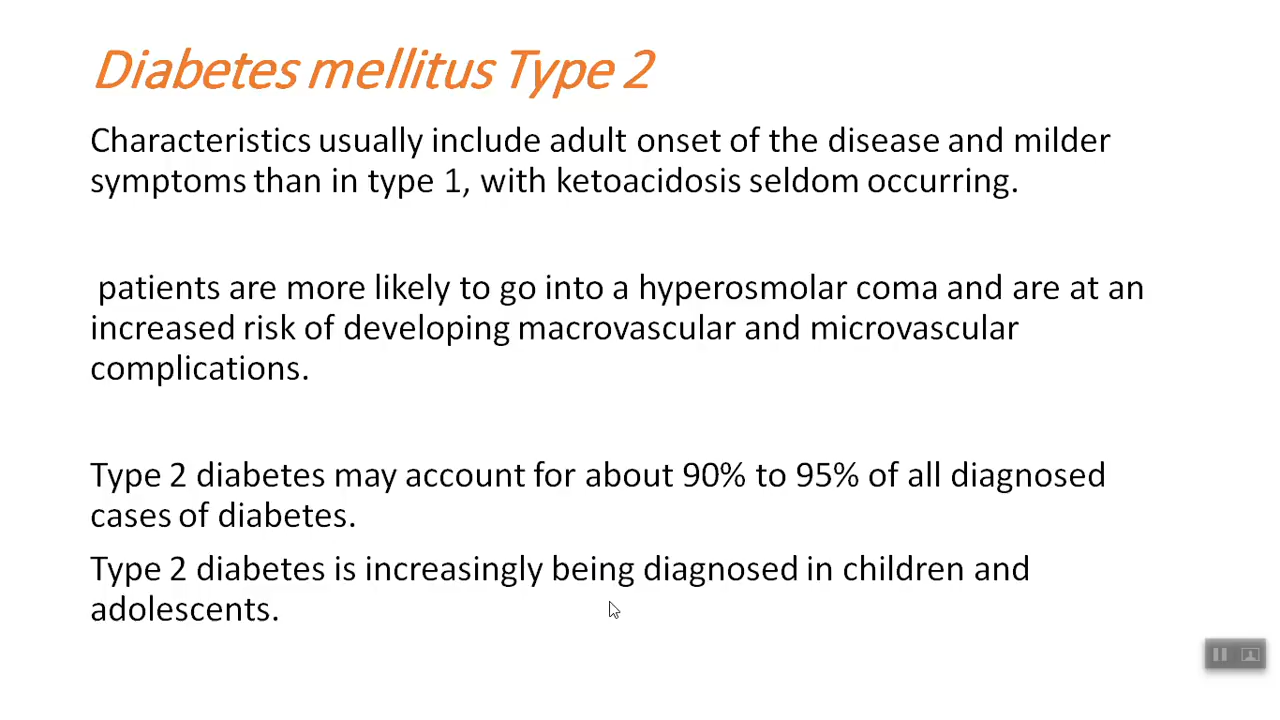 Diabetes mellitus Type 2
Characteristics usually include adult onset of the disease and milder
symptoms than in type 1, with ketoacidosis seldom occurring.
patients are more likely to go into a hyperosmolar coma and are at an
increased risk of developing macrovascular and microvascular
complications.
Type 2 diabetes may account for about 90% to 95% of all diagnosed
cases of diabetes.
Type 2 diabetes is increasingly being diagnosed in children and
adolescents.